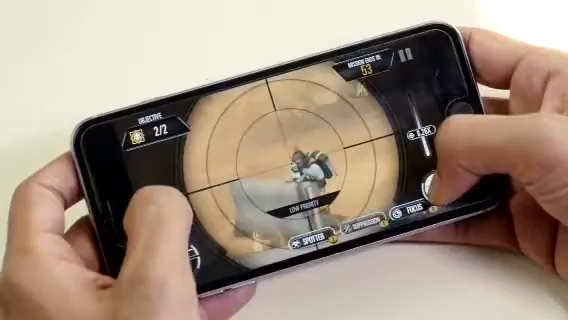 OBJECTIVE
2/2
MISSION ENDS IN:
53
LOW PRIORITY
SPOTTER
SUPPRESSION
FOCUS